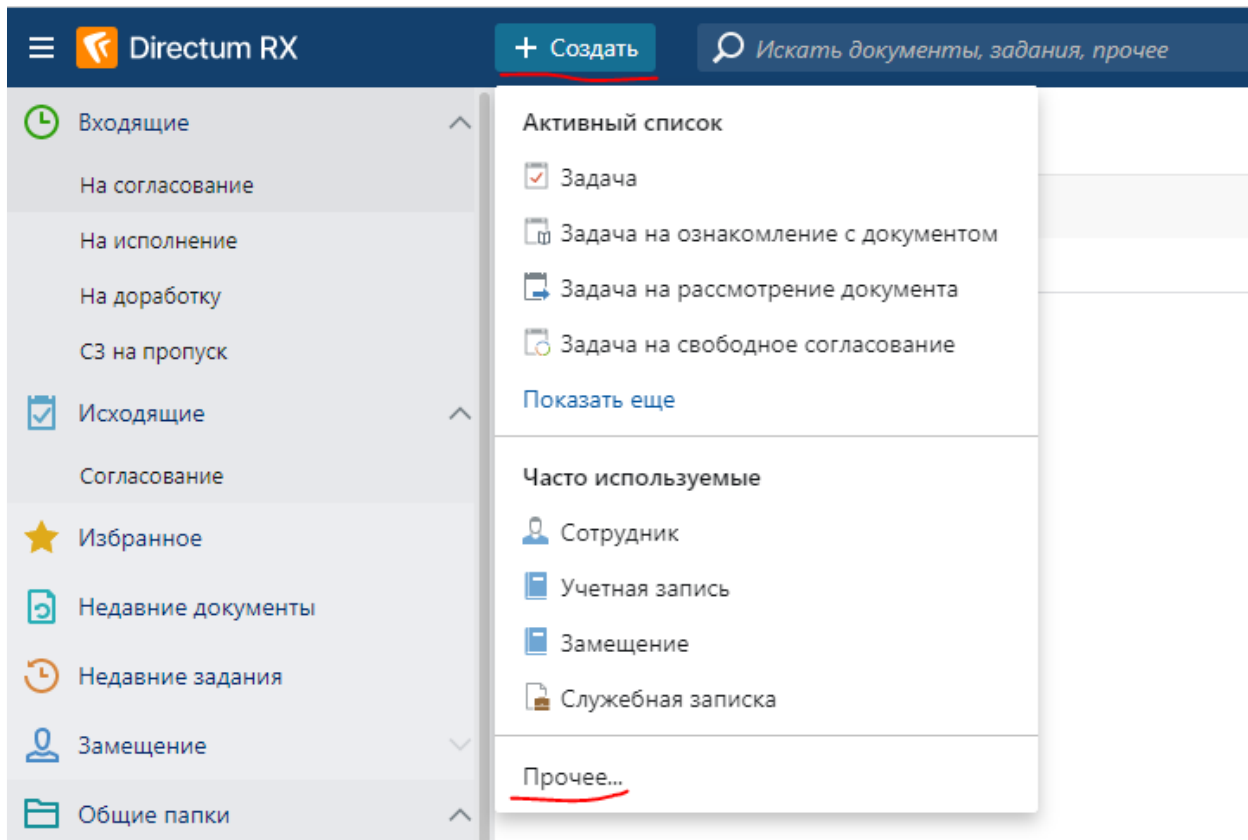 Directum RX
+ Создать
Искать документы, задания, прочее
Входящие
На согласование
На исполнение
На доработку
СЗ на пропуск
Исходящие
Согласование
Избранное
Недавние документы
Недавние задания
Замещение
Общие папки
Активный список
Задача
Задача на ознакомление с документом
Задача на рассмотрение документа
Задача на свободное согласование
Показать еще
Часто используемые
Сотрудник
Учетная запись
Замещение
Служебная записка
Прочее...